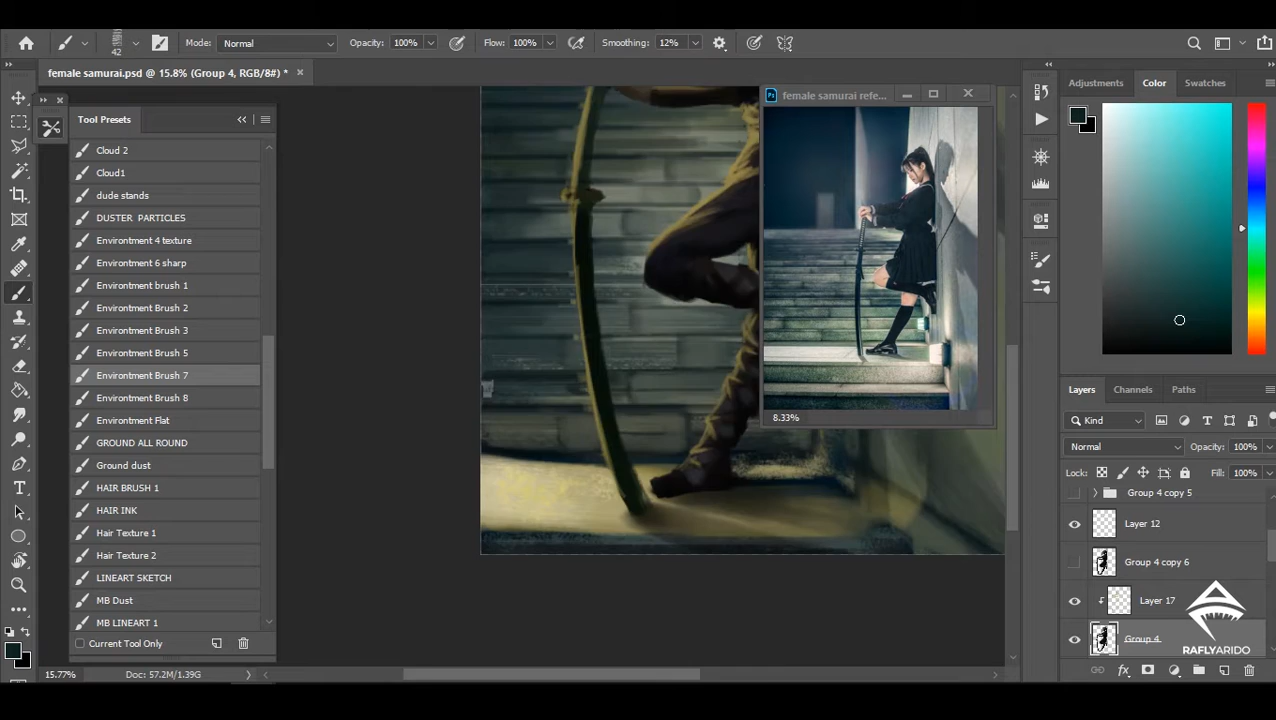 42
Mode: Normal
Opacity: 100%
Flow: 100%
Smoothing: 12%
female samurai.psd @ 15.8% (Group 4, RGB/8#) *
Tool Presets
Cloud 2
Cloud1
dude stands
DUSTER PARTICLES
Environtment 4 texture
Environtment 6 sharp
Environtment brush 1
Environtment Brush 2
Environtment Brush 3
Environtment Brush 5
Environtment Brush 7
Environtment Brush 8
Environtment Flat
GROUND ALL ROUND
Ground dust
HAIR BRUSH 1
HAIR INK
Hair Texture 1
Hair Texture 2
LINEART SKETCH
MB Dust
MB LINEART 1
Current Tool Only
15.77%
Doc: 57.2M/1.39G
Ps
female samurai refe...
8.33%
Adjustments
Color
Swatches
Layers
Channels
Paths
Kind
Normal
Opacity: 100%
Lock:
Fill: 100%
Group 4 copy 5
Layer 12
Group 4 copy 6
Layer 17
Group 4
fx
RAFLYARIDO